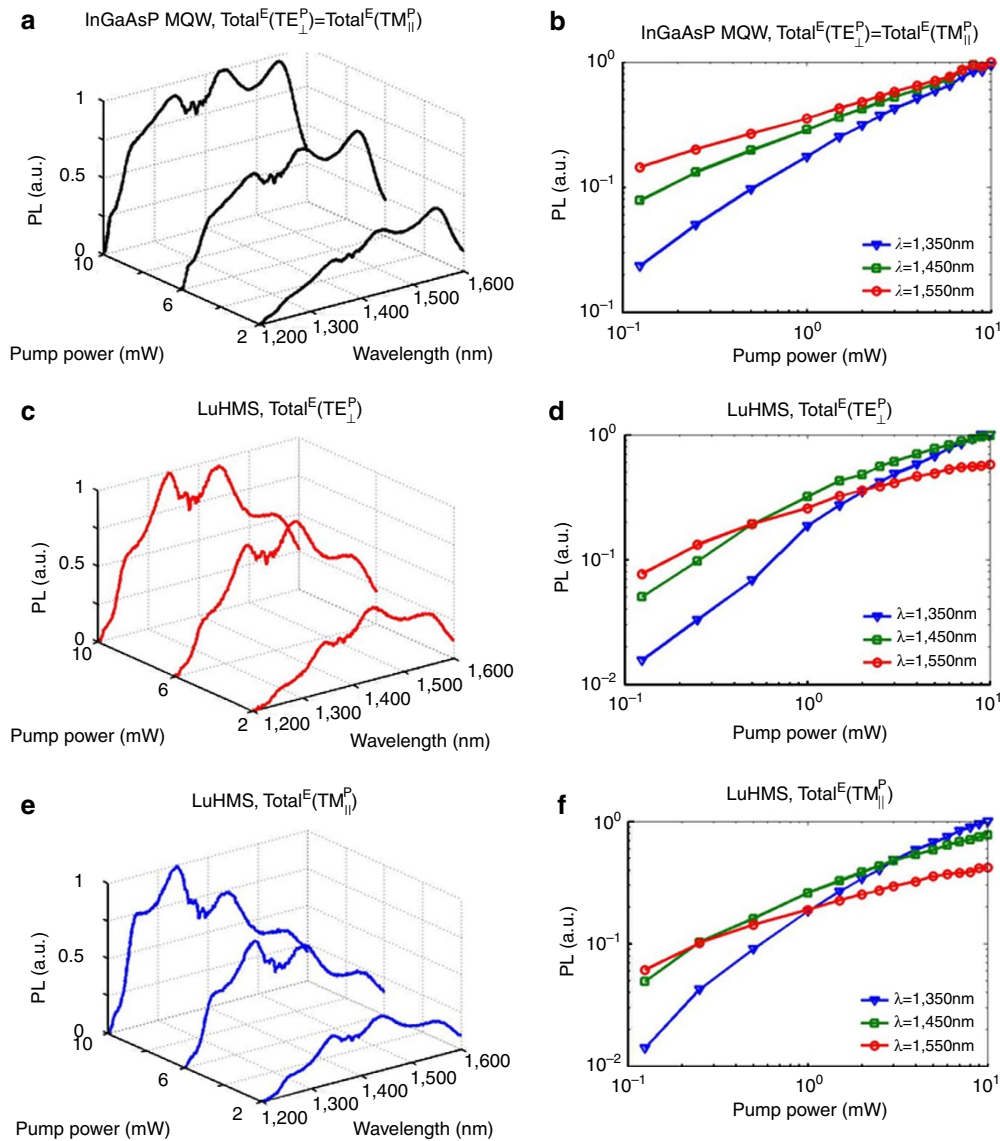 a
InGaAsP MQW, Total^E(TE^P_⊥)=Total^E(TM^P_||)
1
0.5
0
PL (a.u.)
10
6
2
Pump power (mW)
1,200
1,300
1,400
1,500
1,600
Wavelength (nm)
b
InGaAsP MQW, Total^E(TE^P_⊥)=Total^E(TM^P_||)
10^0
10^−1
10^−1
PL (a.u.)
λ=1,350nm
λ=1,450nm
λ=1,550nm
10^−1
10^0
10^1
Pump power (mW)
c
LuHMS, Total^E(TE^P_⊥)
1
0.5
0
PL (a.u.)
10
6
2
Pump power (mW)
1,200
1,300
1,400
1,500
1,600
Wavelength (nm)
d
LuHMS, Total^E(TE^P_⊥)
10^0
10^−1
10^−2
PL (a.u.)
λ=1,350nm
λ=1,450nm
λ=1,550nm
10^−1
10^0
10^1
Pump power (mW)
e
LuHMS, Total^E(TM^P_||)
1
0.5
0
PL (a.u.)
10
6
2
Pump power (mW)
1,200
1,300
1,400
1,500
1,600
Wavelength (nm)
f
LuHMS, Total^E(TM^P_||)
10^0
10^−1
10^−2
PL (a.u.)
λ=1,350nm
λ=1,450nm
λ=1,550nm
10^−1
10^0
10^1
Pump power (mW)